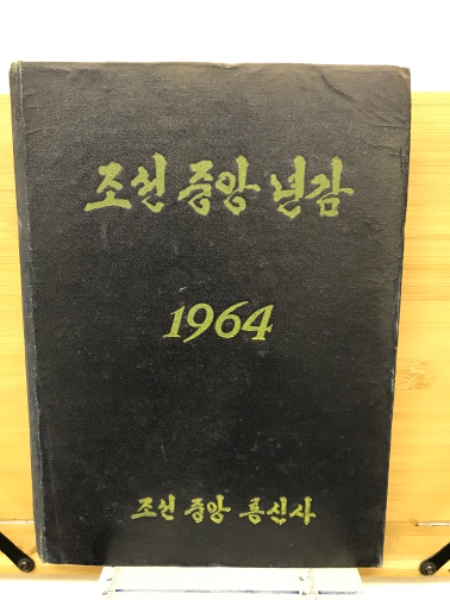 조선 중앙 년감
1964
조선 중앙 통신사